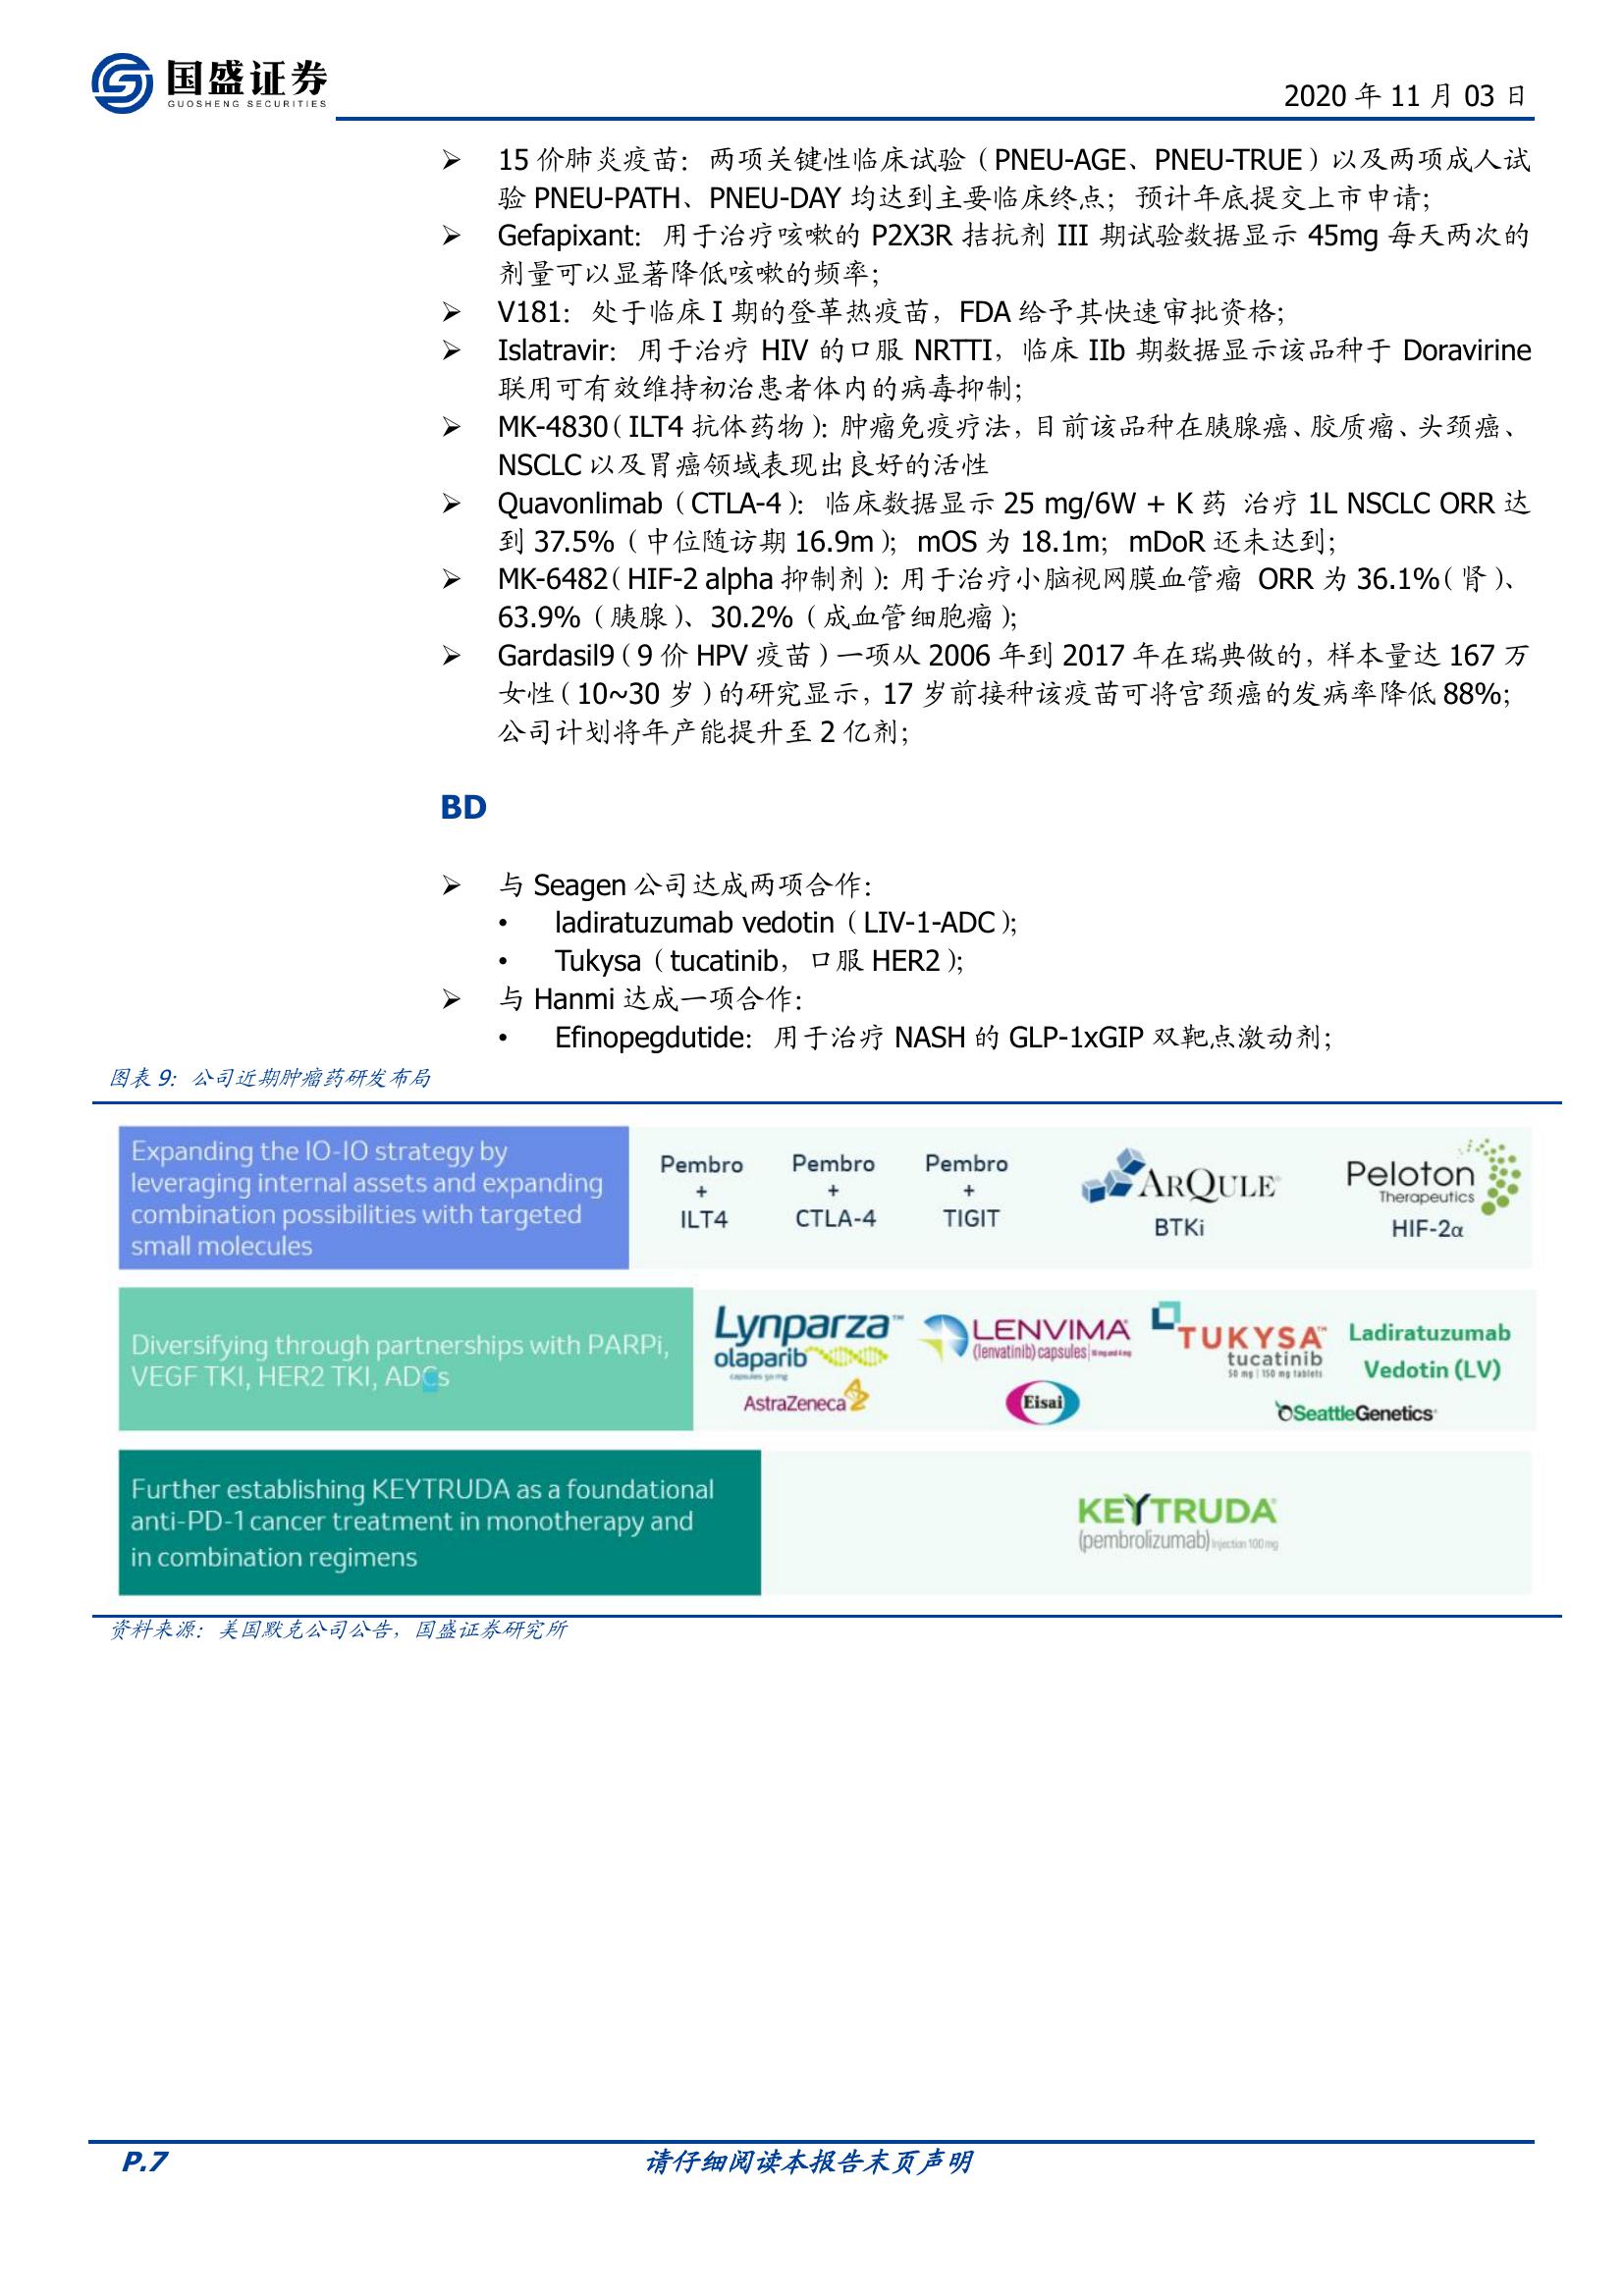 国盛证券
GUOSHENG SECURITIES
2020 年 11 月 03 日
➢ 15 价肺炎疫苗：两项关键性临床试验（PNEU-AGE、PNEU-TRUE）以及两项成人试
验 PNEU-PATH、PNEU-DAY 均达到主要临床终点；预计年底提交上市申请；
➢ Gefapixant：用于治疗咳嗽的 P2X3R 拮抗剂 III 期试验数据显示 45mg 每天两次的
剂量可以显著降低咳嗽的频率；
➢ V181：处于临床 I 期的登革热疫苗，FDA 给予其快速审批资格；
➢ Islatravir：用于治疗 HIV 的口服 NRTTI，临床 IIb 期数据显示该品种于 Doravirine
联用可有效维持初治患者体内的病毒抑制；
➢ MK-4830（ILT4 抗体药物）：肿瘤免疫疗法，目前该品种在胰腺癌、胶质瘤、头颈癌、
NSCLC 以及胃癌领域表现出良好的活性
➢ Quavonlimab（CTLA-4）：临床数据显示 25 mg/6W + K 药 治疗 1L NSCLC ORR 达
到 37.5%（中位随访期 16.9m）；mOS 为 18.1m；mDoR 还未达到；
➢ MK-6482（HIF-2 alpha 抑制剂）：用于治疗小脑视网膜血管瘤 ORR 为 36.1%（肾）、
63.9%（胰腺）、30.2%（成血管细胞瘤）；
➢ Gardasil9（9 价 HPV 疫苗）一项从 2006 年到 2017 年在瑞典做的，样本量达 167 万
女性（10~30 岁）的研究显示，17 岁前接种该疫苗可将宫颈癌的发病率降低 88%；
公司计划将年产能提升至 2 亿剂；
BD
➢ 与 Seagen 公司达成两项合作：
• ladiratuzumab vedotin（LIV-1-ADC）；
• Tukysa（tucatinib，口服 HER2）；
➢ 与 Hanmi 达成一项合作：
• Efinopegdutide：用于治疗 NASH 的 GLP-1xGIP 双靶点激动剂；
图表 9：公司近期肿瘤药研发布局
Expanding the IO-IO strategy by
leveraging internal assets and expanding
combination possibilities with targeted
small molecules
Pembro
+
ILT4
Pembro
+
CTLA-4
Pembro
+
TIGIT
ARQULE
BTKi
Peloton
Therapeutics
HIF-2α
Diversifying through partnerships with PARPi,
VEGF TKI, HER2 TKI, ADCs
Lynparza™
olaparib
capsules 50 mg
AstraZeneca
LENVIMA
(lenvatinib) capsules
Eisai
TUKYSA™
tucatinib
50 mg | 150 mg tablets
Ladiratuzumab
Vedotin (LV)
SeattleGenetics
Further establishing KEYTRUDA as a foundational
anti-PD-1 cancer treatment in monotherapy and
in combination regimens
KEYTRUDA
(pembrolizumab) Injection 100 mg
资料来源：美国默克公司公告，国盛证券研究所
P.7
请仔细阅读本报告末页声明